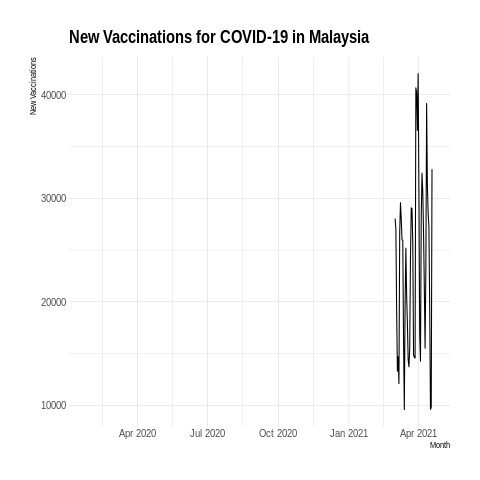 New Vaccinations for COVID-19 in Malaysia
New Vaccinations
40000
30000
20000
10000
Apr 2020 Jul 2020 Oct 2020 Jan 2021 Apr 2021
Month